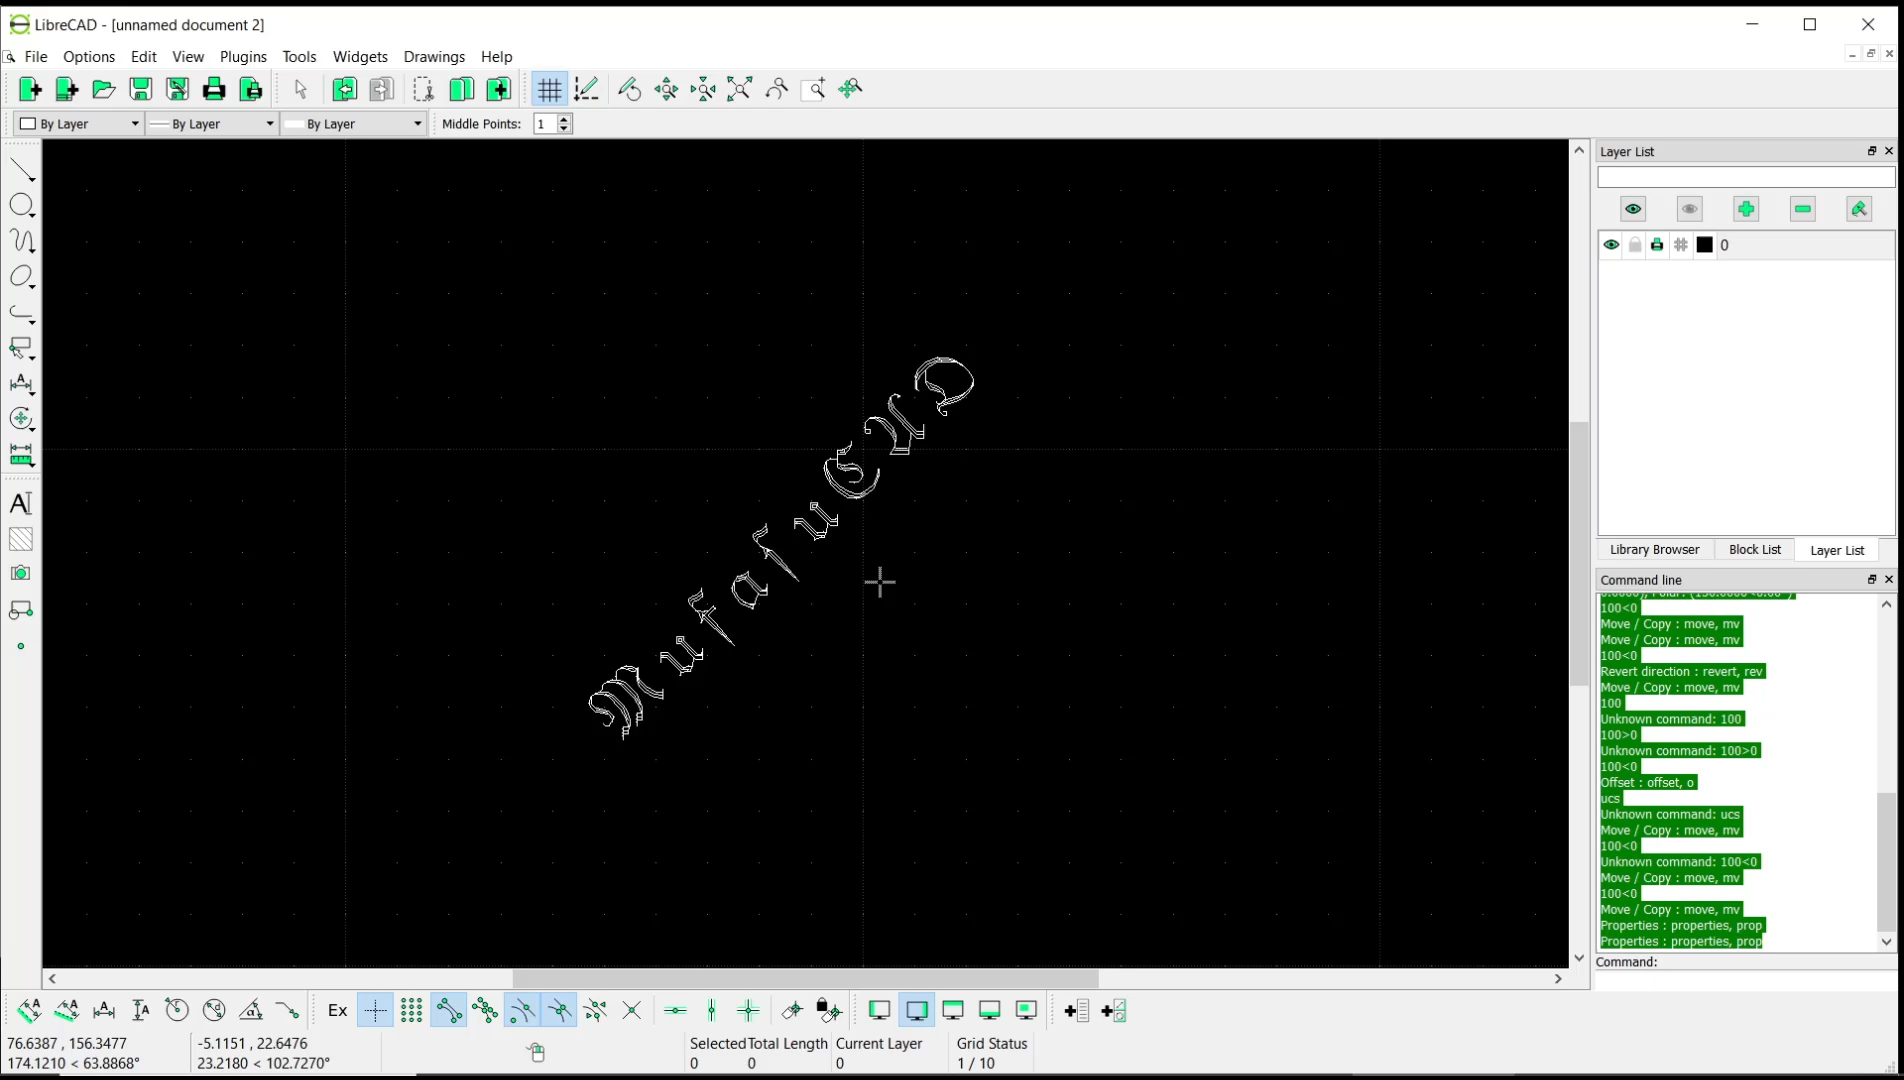 LibreCAD - [unnamed document 2]
File Options Edit View Plugins Tools Widgets Drawings Help
By Layer By Layer By Layer Middle Points: 1
Layer List
0
MufasuCAD
Library Browser Block List Layer List
Command line
100<0
Move / Copy : move, mv
Move / Copy : move, mv
100<0
Revert direction : revert, rev
Move / Copy : move, mv
100
Unknown command: 100
100>0
Unknown command: 100>0
100<0
Offset : offset, o
ucs
Unknown command: ucs
Move / Copy : move, mv
100<0
Unknown command: 100<0
Move / Copy : move, mv
100<0
Move / Copy : move, mv
Properties : properties, prop
Properties : properties, prop
Command:
Ex
76.6387 , 156.3477 -5.1151 , 22.6476 Selected Total Length Current Layer Grid Status
174.1210 < 63.8868° 23.2180 < 102.7270° 0 0 0 1 / 10